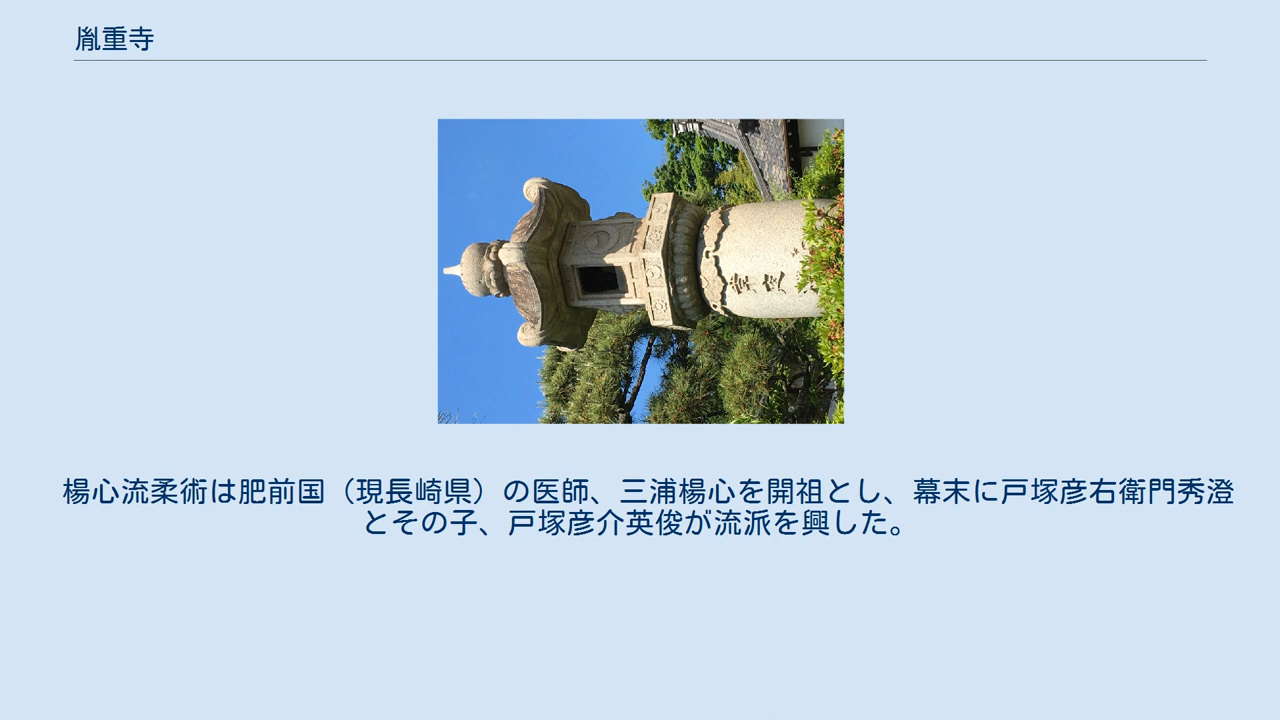 胤重寺
楊心流柔術は肥前国（現長崎県）の医師、三浦楊心を開祖とし、幕末に戸塚彦右衛門秀澄
とその子、戸塚彦介英俊が流派を興した。